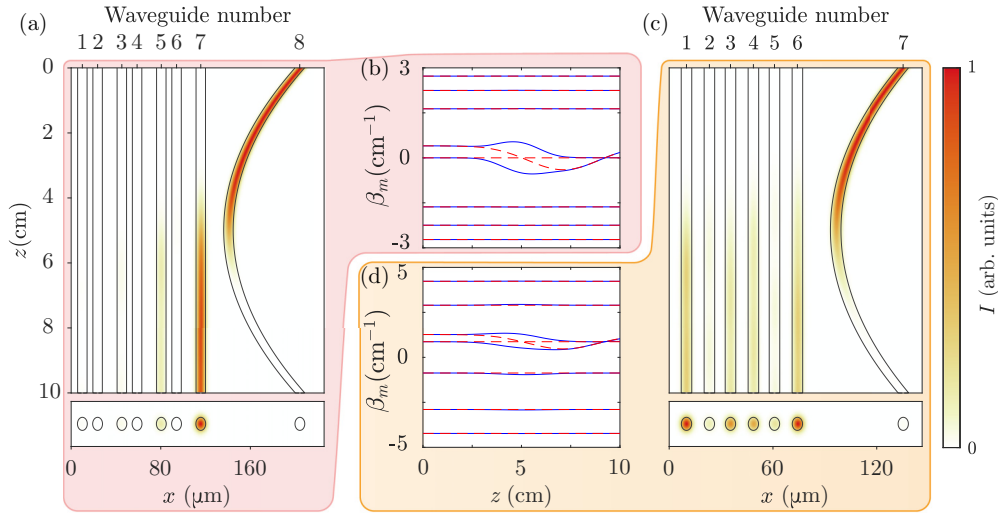 (a)
Waveguide number
1 2 3 4 5 6 7 8
0
2
4
6
8
10
z(cm)
0 80 160
x (μm)
(b)
3
0
-3
β_m(cm⁻¹)
(d)
5
0
-5
β_m(cm⁻¹)
0 5 10
z (cm)
(c)
Waveguide number
1 2 3 4 5 6 7
0 60 120
x (μm)
1
0
I (arb. units)